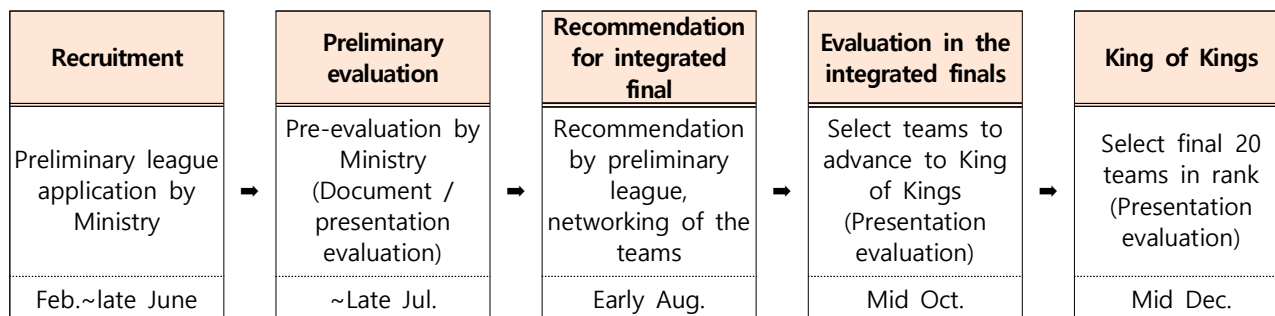 Recruitment
Preliminary league
application by
Ministry
Feb.~late June
➡
Preliminary
evaluation
Pre-evaluation by
Ministry
(Document /
presentation
evaluation)
~Late Jul.
➡
Recommendation
for integrated
final
Recommendation
by preliminary
league,
networking of the
teams
Early Aug.
➡
Evaluation in the
integrated finals
Select teams to
advance to King
of Kings
(Presentation
evaluation)
Mid Oct.
➡
King of Kings
Select final 20
teams in rank
(Presentation
evaluation)
Mid Dec.